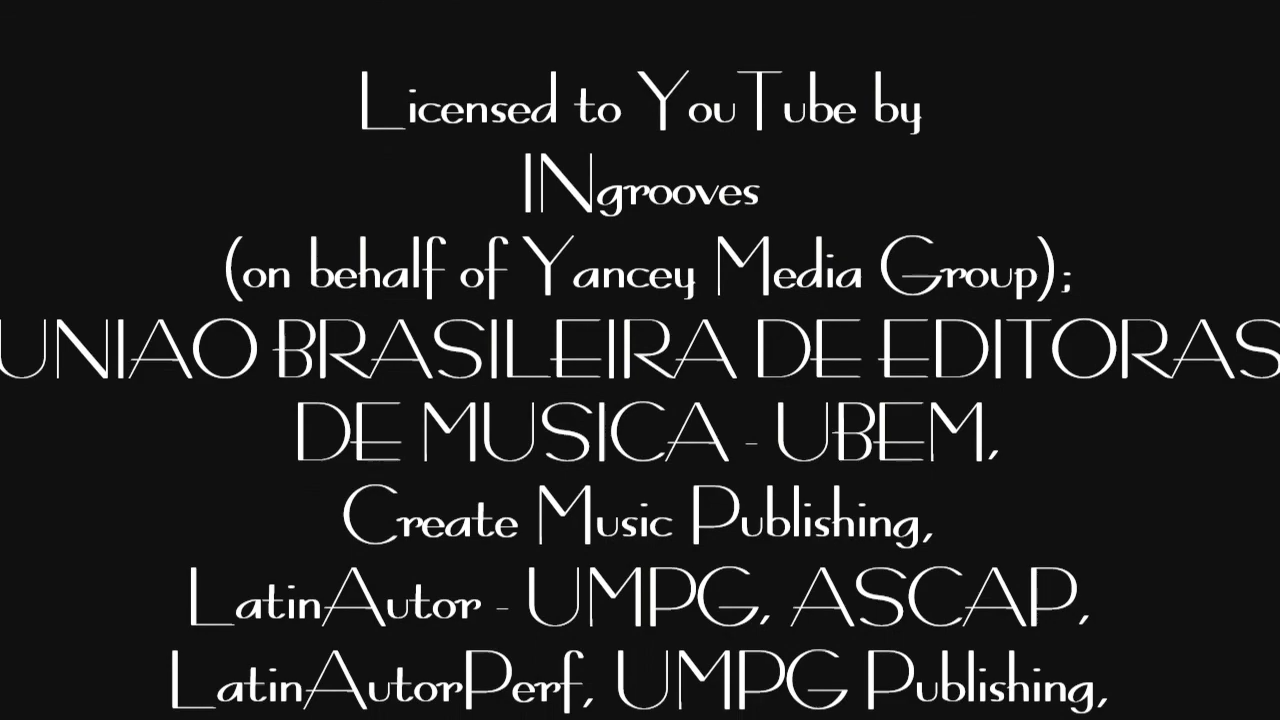 Licensed to YouTube by
INgrooves
(on behalf of Yancey Media Group);
UNIAO BRASILEIRA DE EDITORAS
DE MUSICA - UBEM,
Create Music Publishing,
LatinAutor - UMPG, ASCAP,
LatinAutorPerf, UMPG Publishing,